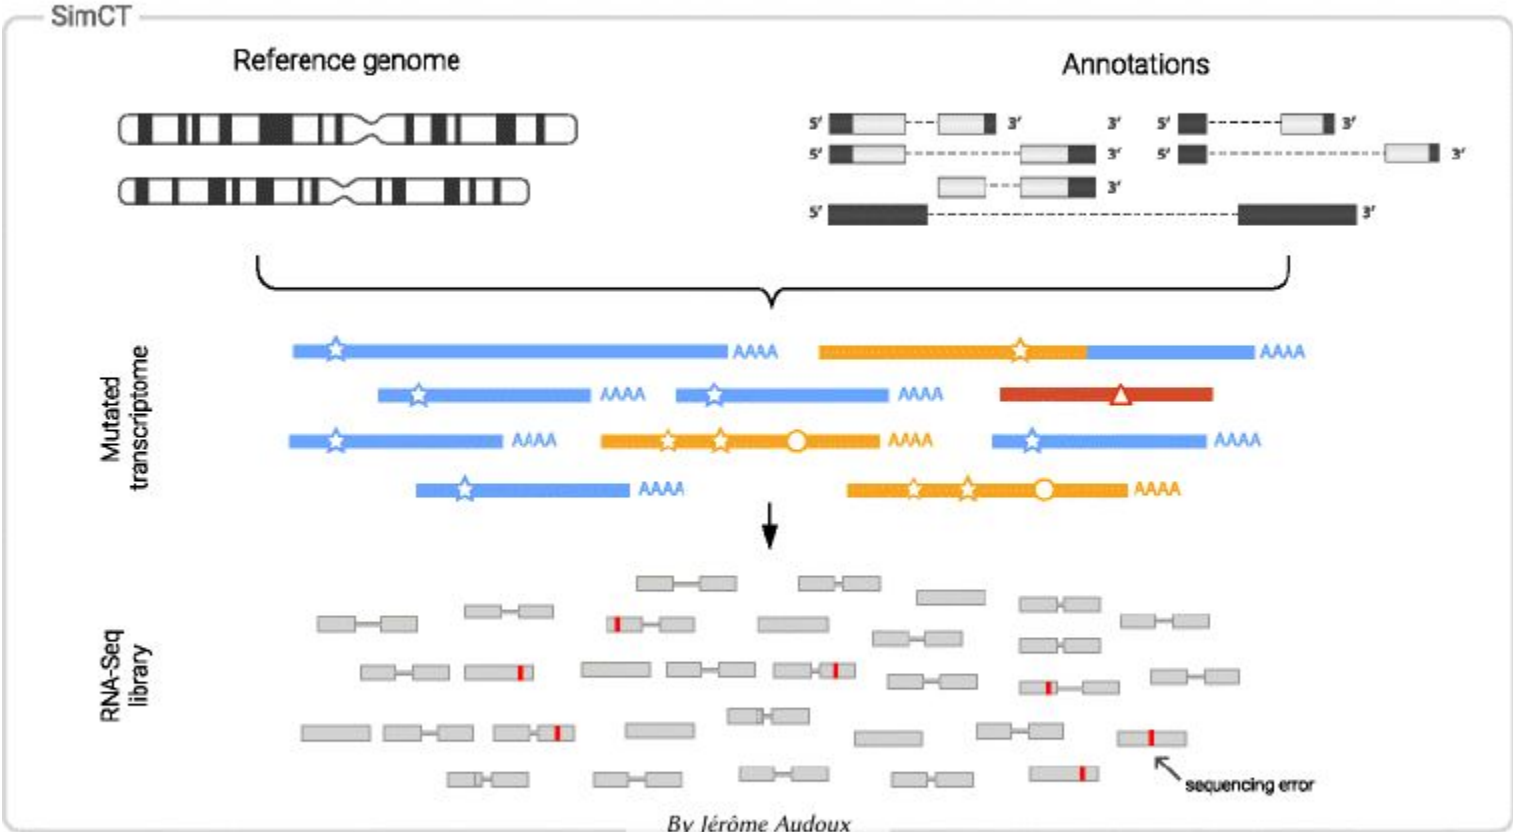 SimCT
Reference genome
Annotations
5' 3' 3' 5' 3'
5' 3' 5' 3'
3'
5' 3'
Mutated
transcriptome
AAAA AAAA
AAAA AAAA
AAAA AAAA AAAA
AAAA AAAA
RNA-Seq
library
sequencing error
By Jérôme Audoux